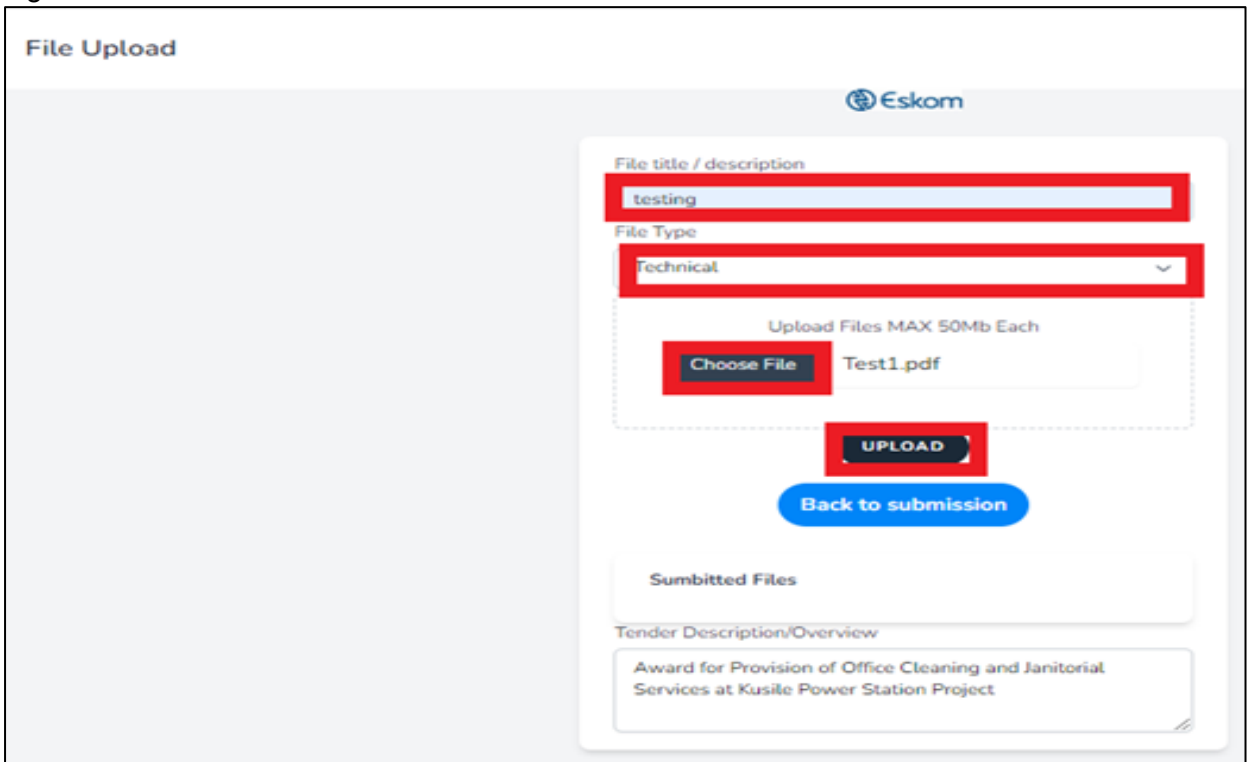 File Upload
Eskom
File title / description
testing
File Type
Technical
Upload Files MAX 50Mb Each
Choose File Test1.pdf
UPLOAD
Back to submission
Sumbitted Files
Tender Description/Overview
Award for Provision of Office Cleaning and Janitorial
Services at Kusile Power Station Project